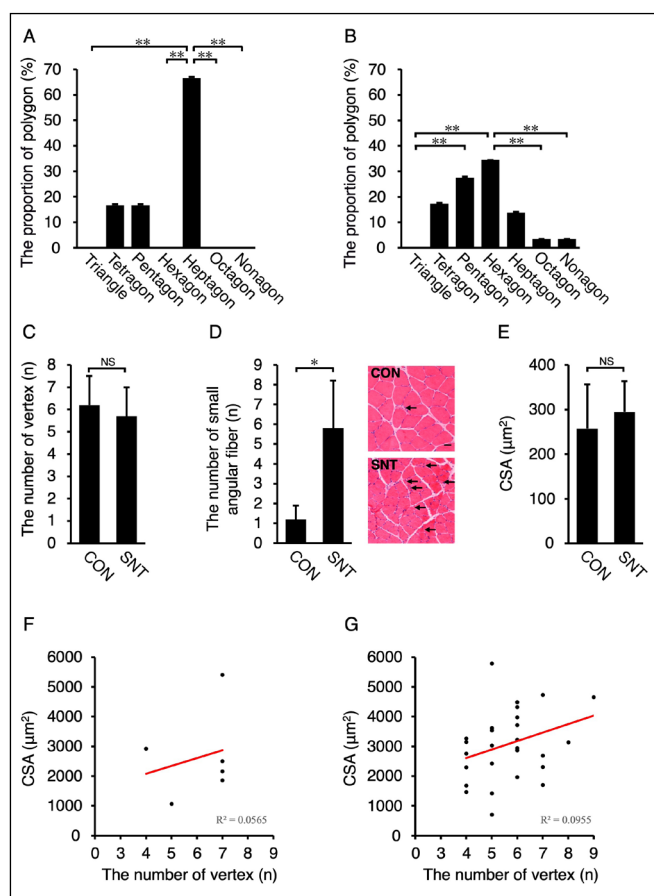 A
B
** **
** **
The proportion of polygon (%)
70
60
50
40
30
20
10
0
Triangle
Tetragon
Pentagon
Hexagon
Heptagon
Octagon
Nonagon
** **
** **
The proportion of polygon (%)
70
60
50
40
30
20
10
0
Triangle
Tetragon
Pentagon
Hexagon
Heptagon
Octagon
Nonagon
C
D
E
NS
The number of vertex (n)
8
7
6
5
4
3
2
1
0
CON
SNT
*
The number of small
angular fiber (n)
9
8
7
6
5
4
3
2
1
0
CON
SNT
CON
SNT
NS
CSA (μm²)
400
300
200
100
0
CON
SNT
F
G
CSA (μm²)
6000
5000
4000
3000
2000
1000
0
R² = 0.0565
0 3 4 5 6 7 8 9
The number of vertex (n)
CSA (μm²)
6000
5000
4000
3000
2000
1000
0
R² = 0.0955
0 3 4 5 6 7 8 9
The number of vertex (n)